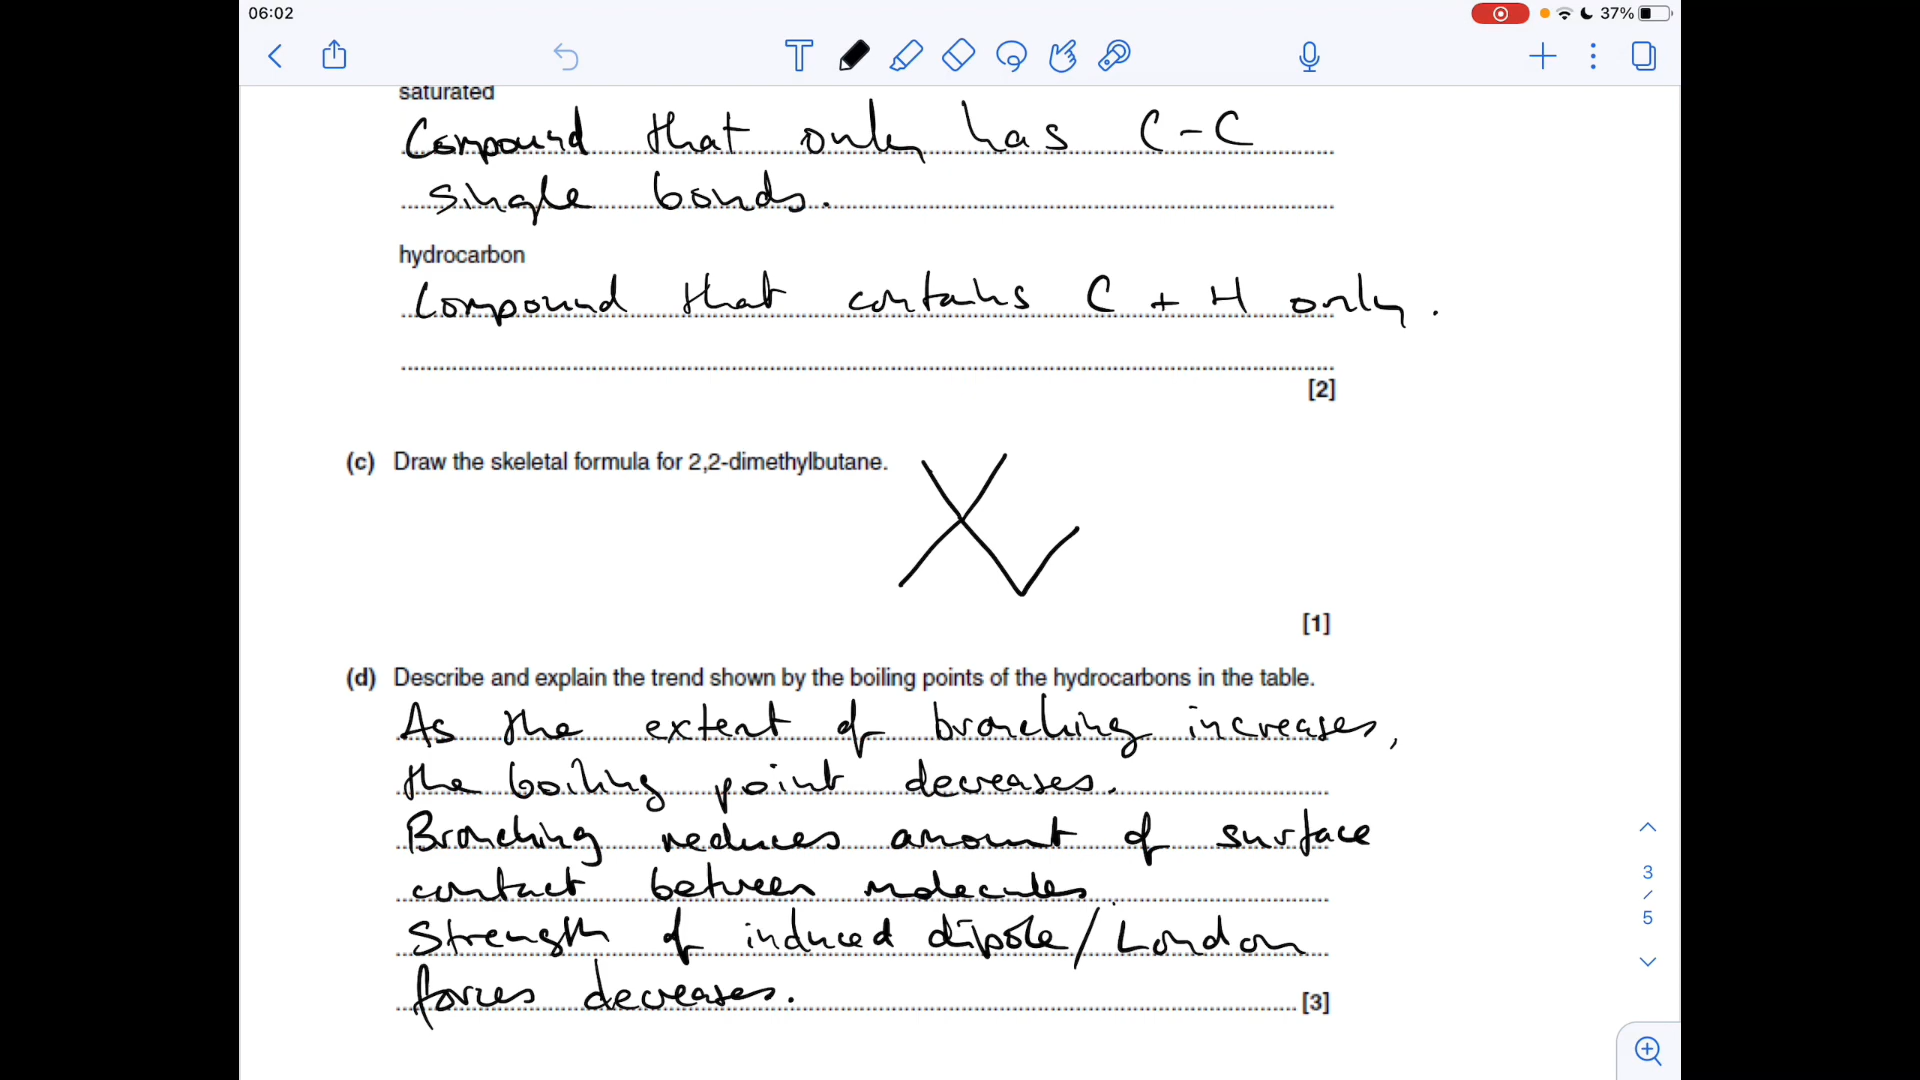 06:02
37%
T
saturated
Compound that only has C-C
single bonds.
hydrocarbon
Compound that contains C + H only.
[2]
(c) Draw the skeletal formula for 2,2-dimethylbutane.
[1]
(d) Describe and explain the trend shown by the boiling points of the hydrocarbons in the table.
As the extent of branching increases,
the boiling point decreases.
Branching reduces amount of surface
contact between molecules.
Strength of induced dipole/London
forces decreases.
[3]
3
/
5